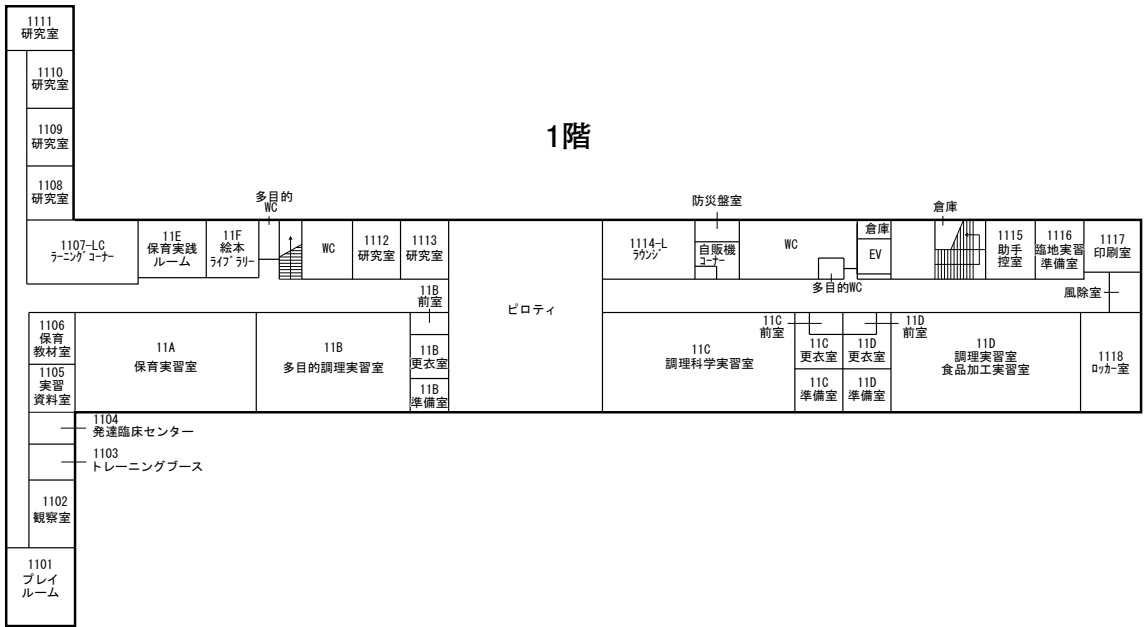 1111
研究室
1110
研究室
1109
研究室
1108
研究室
1階
多目的
WC
防災盤室
倉庫
1107-LC
ラーニングコーナー
11E
保育実践
ルーム
11F
絵本
ライブラリー
WC
1112
研究室
1113
研究室
11B
前室
ピロティ
1114-L
ラウンジ
自販機
コーナー
WC
多目的WC
倉庫
EV
1115
助手
控室
1116
臨地実習
準備室
1117
印刷室
風除室
1106
保育
教材室
1105
実習
資料室
11A
保育実習室
11B
多目的調理実習室
11B
更衣室
11B
準備室
11C
調理科学実習室
11C
前室
11D
前室
11C
更衣室
11D
更衣室
11C
準備室
11D
準備室
11D
調理実習室
食品加工実習室
1118
ロッカー室
1104
発達臨床センター
1103
トレーニングブース
1102
観察室
1101
プレイ
ルーム